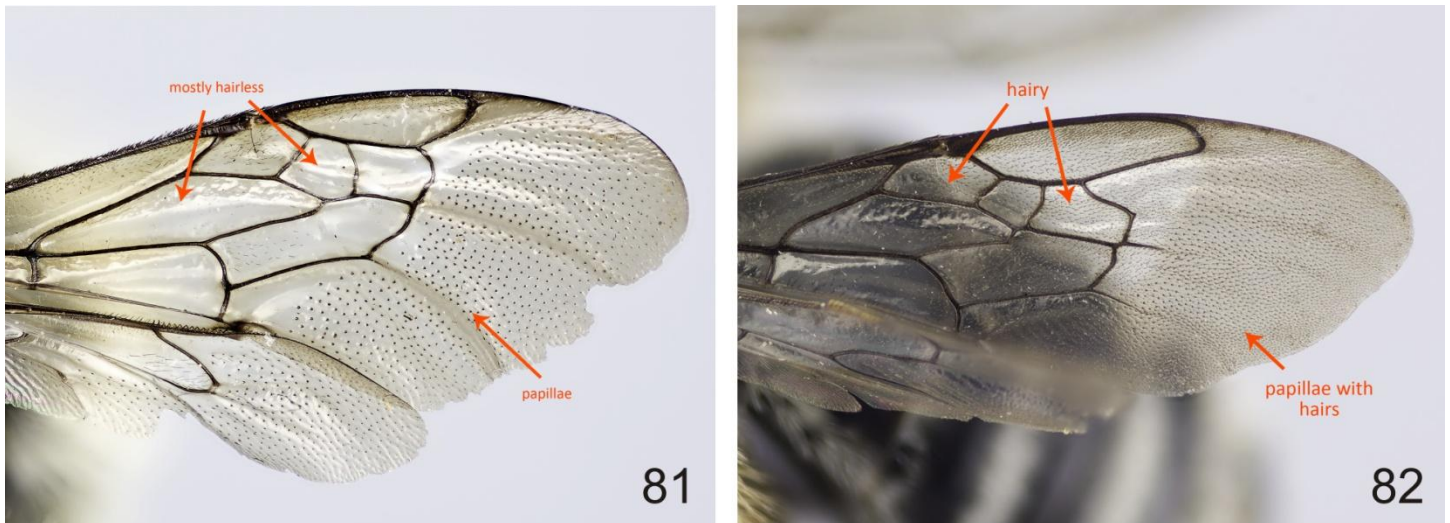 mostly hairless
papillae
81
hairy
papillae with
hairs
82